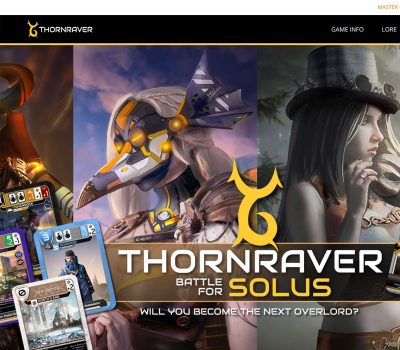 MASTER
THORNRAVER
GAME INFO
LORE
THORNRAVER
BATTLE
FOR
SOLUS
WILL YOU BECOME THE NEXT OVERLORD?